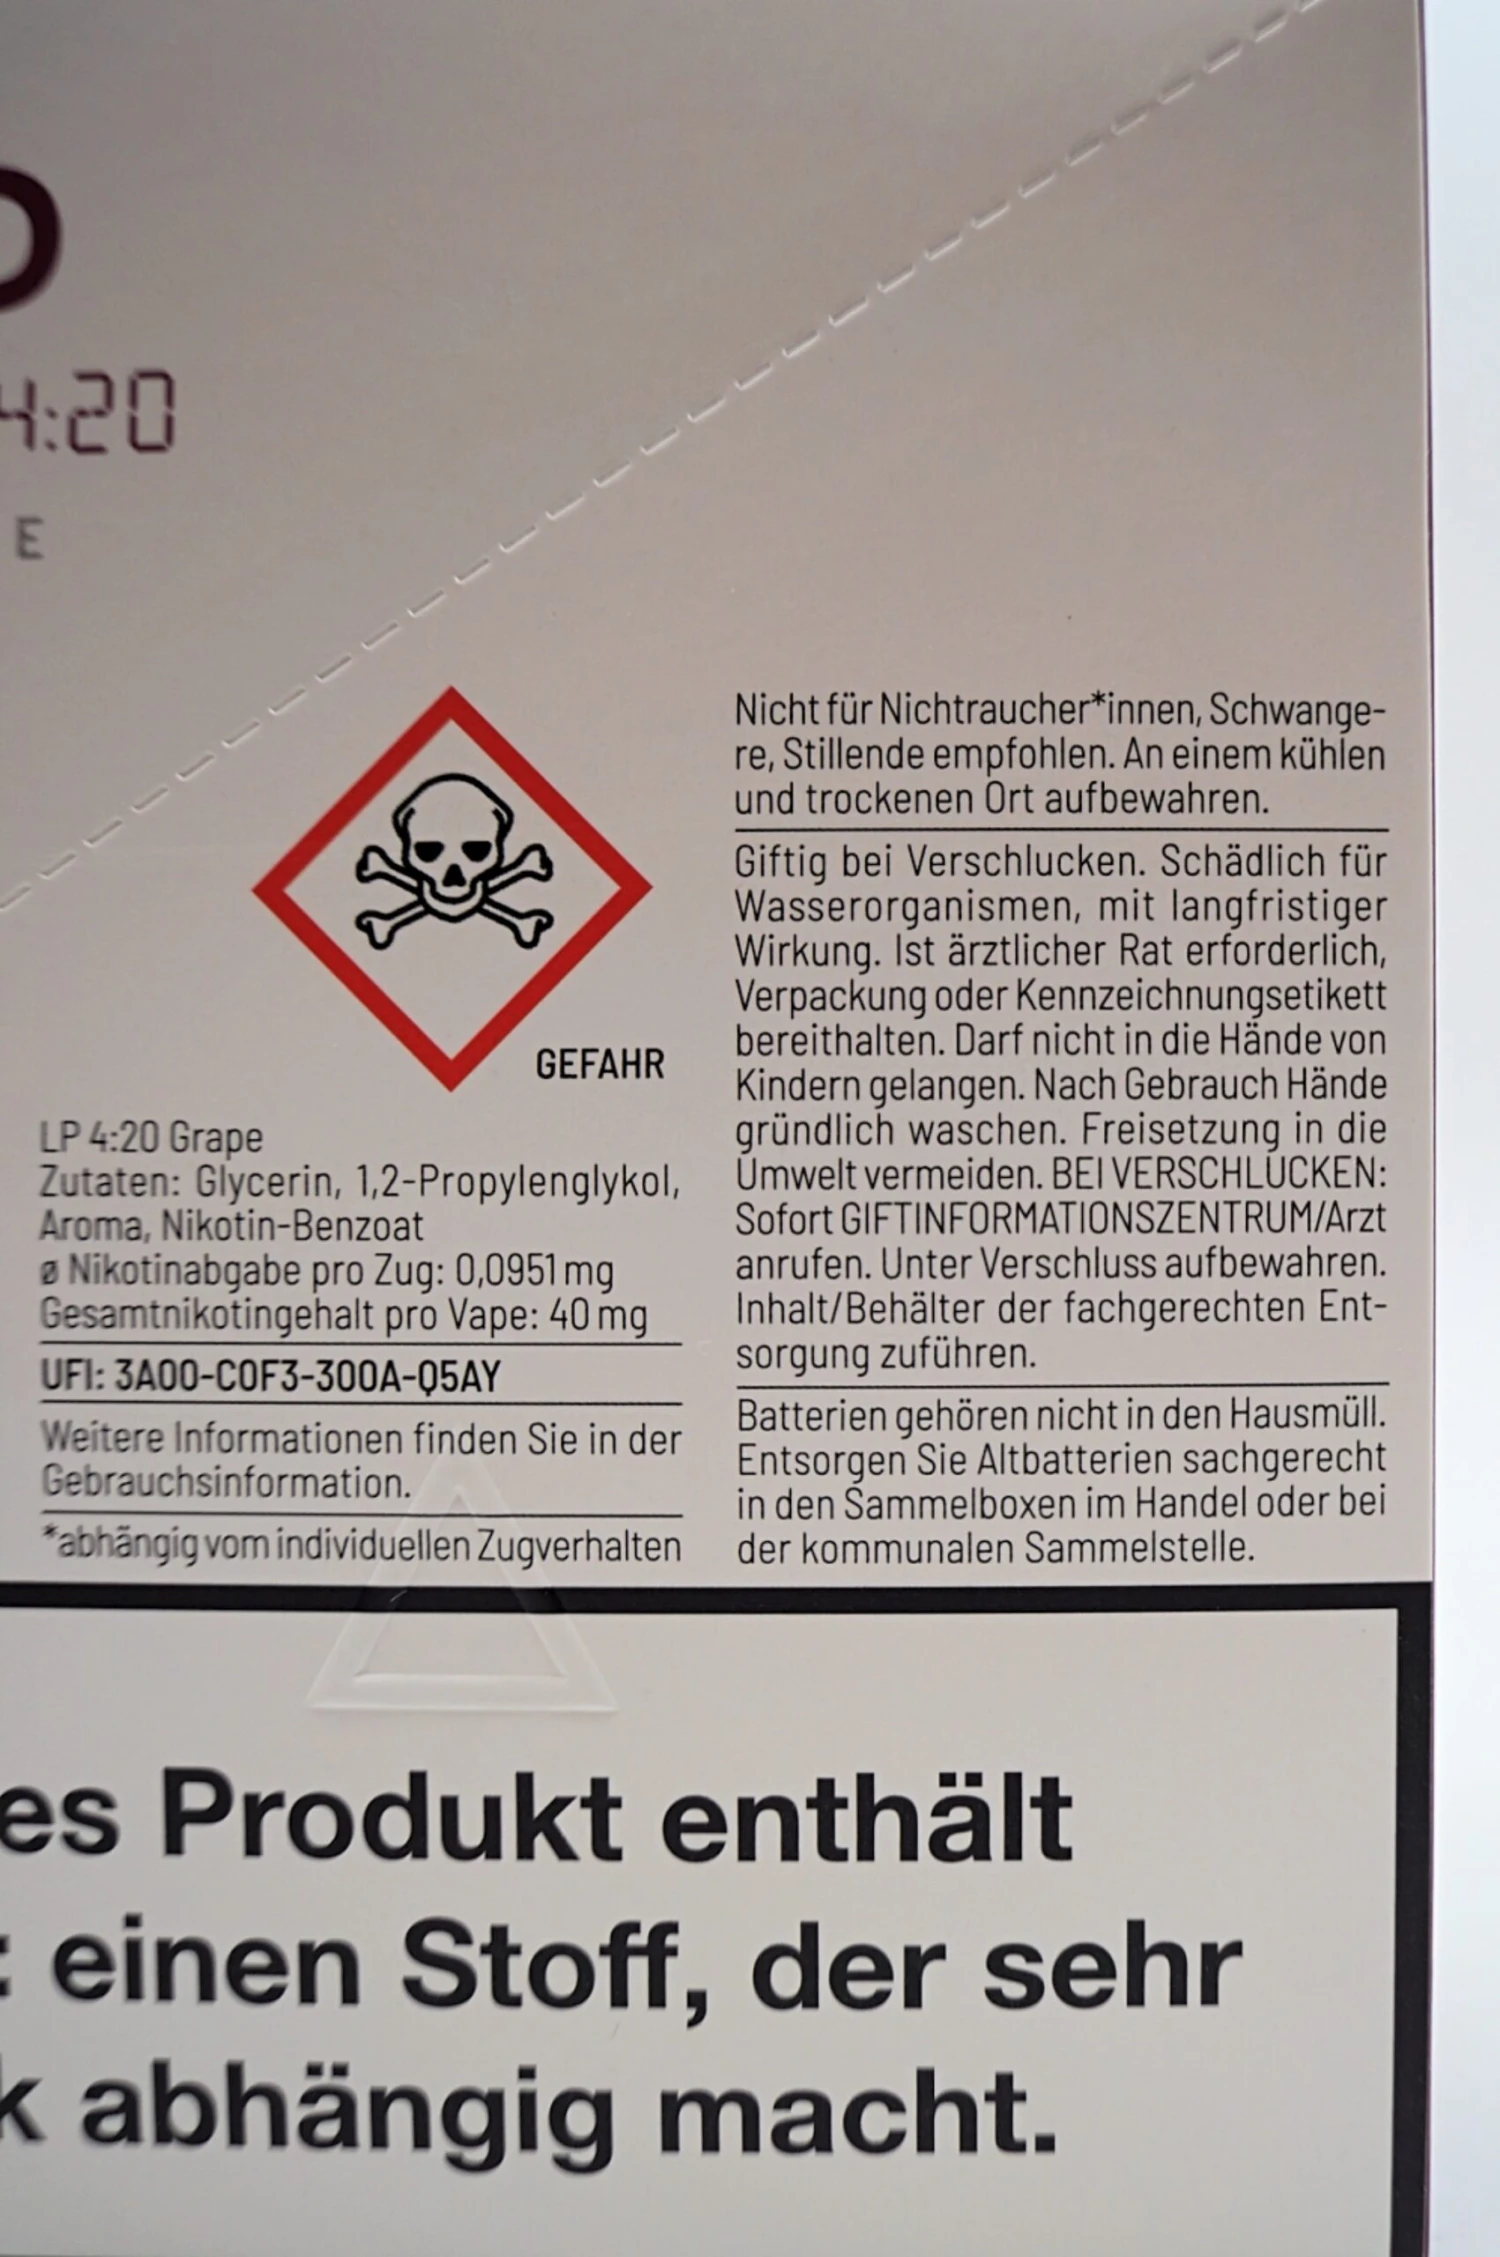 4:20
E
GEFAHR
LP 4:20 Grape
Zutaten: Glycerin, 1,2-Propylenglykol,
Aroma, Nikotin-Benzoat
ø Nikotinabgabe pro Zug: 0,0951 mg
Gesamtnikotingehalt pro Vape: 40 mg
UFI: 3A00-C0F3-300A-Q5AY
Weitere Informationen finden Sie in der
Gebrauchsinformation.
*abhängig vom individuellen Zugverhalten
Nicht für Nichtraucher*innen, Schwange-
re, Stillende empfohlen. An einem kühlen
und trockenen Ort aufbewahren.
Giftig bei Verschlucken. Schädlich für
Wasserorganismen, mit langfristiger
Wirkung. Ist ärztlicher Rat erforderlich,
Verpackung oder Kennzeichnungsetikett
bereithalten. Darf nicht in die Hände von
Kindern gelangen. Nach Gebrauch Hände
gründlich waschen. Freisetzung in die
Umwelt vermeiden. BEI VERSCHLUCKEN:
Sofort GIFTINFORMATIONSZENTRUM/Arzt
anrufen. Unter Verschluss aufbewahren.
Inhalt/Behälter der fachgerechten Ent-
sorgung zuführen.
Batterien gehören nicht in den Hausmüll.
Entsorgen Sie Altbatterien sachgerecht
in den Sammelboxen im Handel oder bei
der kommunalen Sammelstelle.
es Produkt enthält
: einen Stoff, der sehr
k abhängig macht.